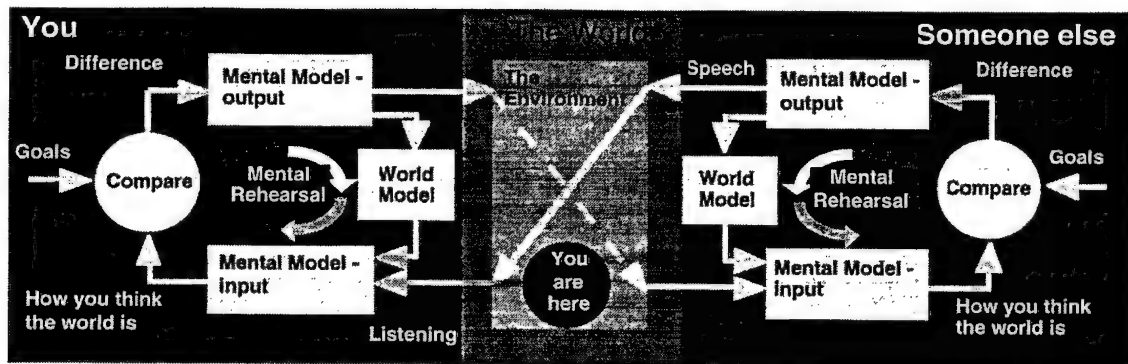 You
The World
Someone else
Difference
Mental Model -
output
The
Environment
Speech
Mental Model -
output
Difference
Goals
Compare
Mental
Rehearsal
World
Model
World
Model
Mental
Rehearsal
Compare
Goals
Mental Model -
input
You
are
here
Mental Model -
input
How you think
the world is
Listening
How you think
the world is